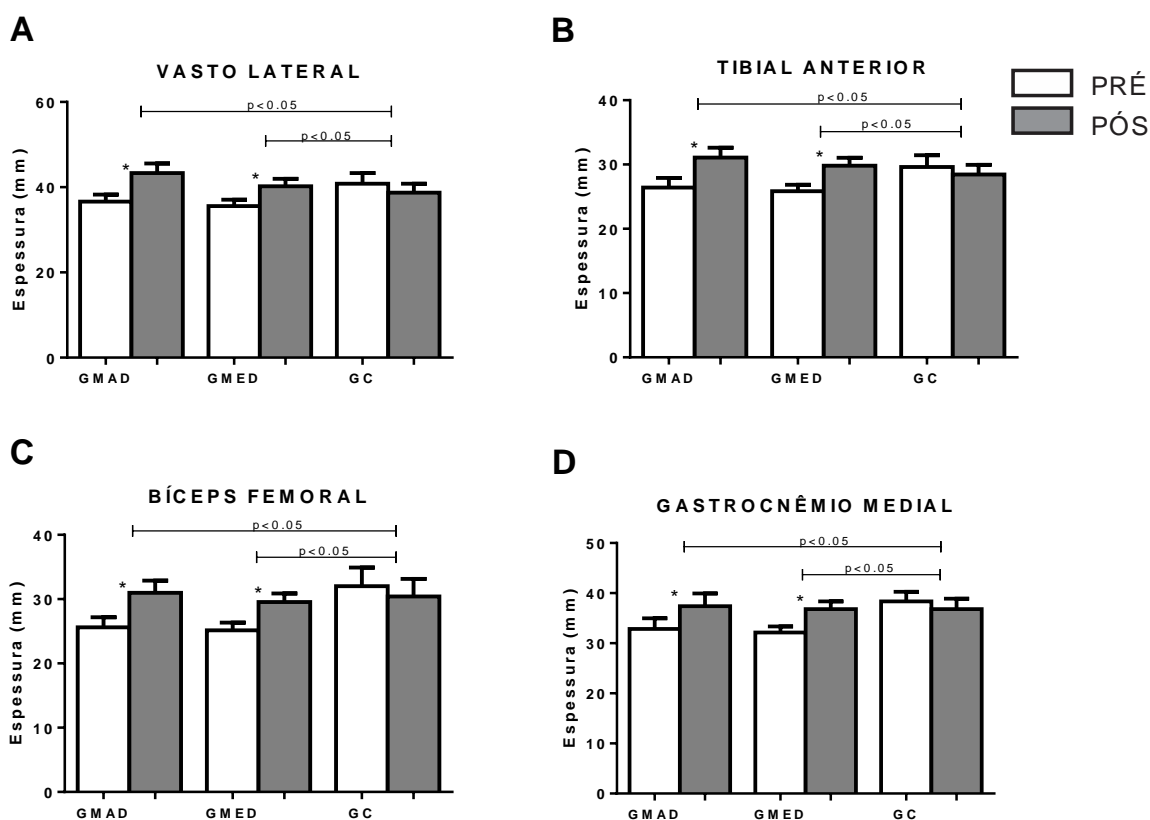 A
VASTO LATERAL
p<0.05
p<0.05
*
*
Espessura (mm)
60
40
20
0
GMAD GMED GC
B
TIBIAL ANTERIOR
p<0.05
p<0.05
*
*
Espessura (mm)
40
30
20
10
0
GMAD GMED GC
PRÉ
PÓS
C
BÍCEPS FEMORAL
p<0.05
p<0.05
*
*
Espessura (mm)
40
30
20
10
0
GMAD GMED GC
D
GASTROCNÊMIO MEDIAL
p<0.05
p<0.05
*
*
Espessura (mm)
50
40
30
20
10
0
GMAD GMED GC